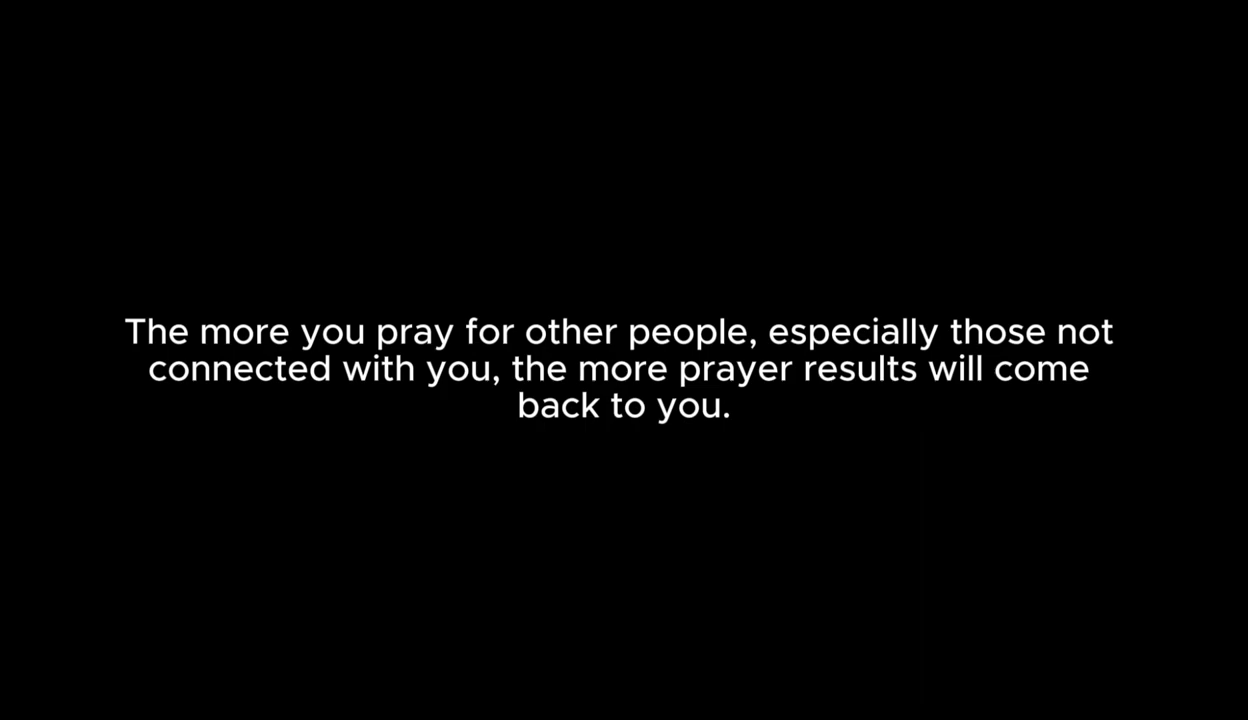 The more you pray for other people, especially those not
connected with you, the more prayer results will come
back to you.